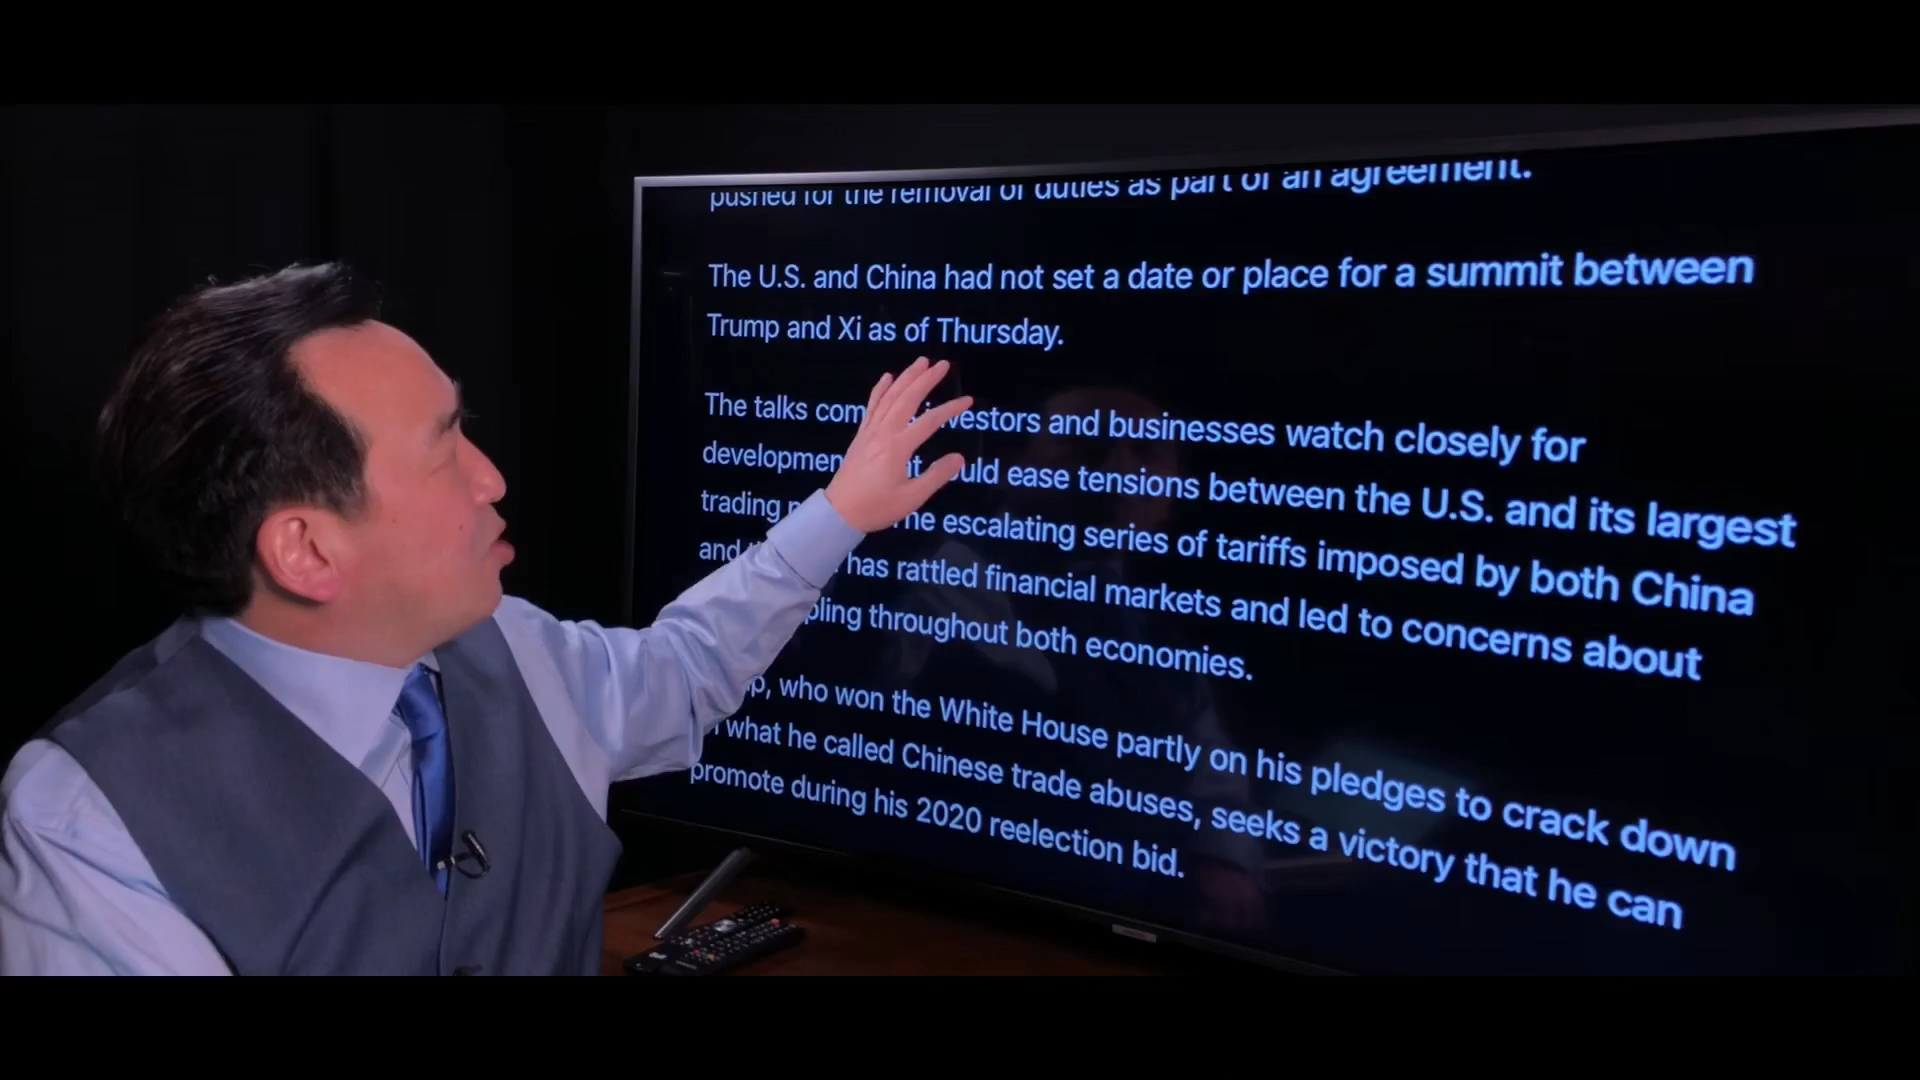 pushed for the removal of duties as part of an agreement.
The U.S. and China had not set a date or place for a summit between
Trump and Xi as of Thursday.
The talks investors and businesses watch closely for
ease tensions between the U.S. and its largest
trading escalating series of tariffs imposed by both China
and has rattled financial markets and led to concerns about
throughout both economies.
who won the White House partly on his pledges to crack down
what he called Chinese trade abuses, seeks a victory that he can
promote during his 2020 reelection bid.